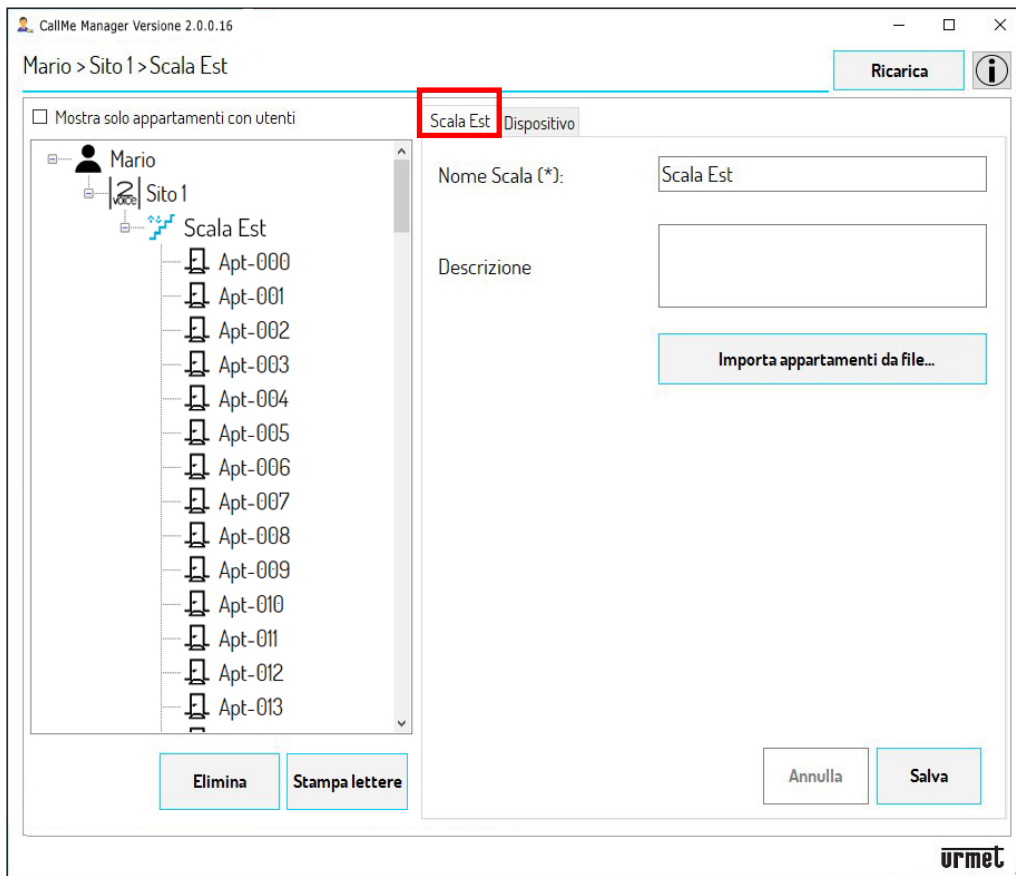 CallMe Manager Versione 2.0.0.16
Mario > Sito 1 > Scala Est
Ricarica
i
Mostra solo appartamenti con utenti
Scala Est
Dispositivo
Mario
2 VOICE Sito 1
Scala Est
Apt-000
Apt-001
Apt-002
Apt-003
Apt-004
Apt-005
Apt-006
Apt-007
Apt-008
Apt-009
Apt-010
Apt-011
Apt-012
Apt-013
Nome Scala (*):
Scala Est
Descrizione
Importa appartamenti da file...
Elimina
Stampa lettere
Annulla
Salva
urmet